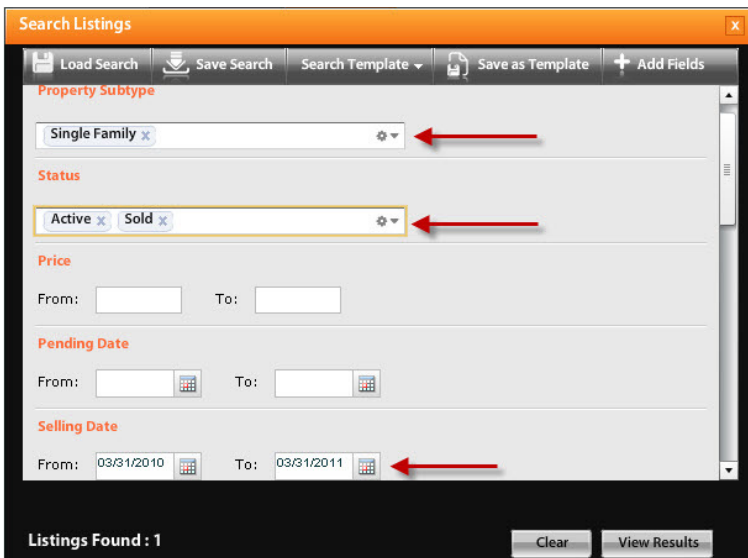 Search Listings x
Load Search Save Search Search Template Save as Template Add Fields
Property Subtype
Single Family x
Status
Active x Sold x
Price
From: To:
Pending Date
From: To:
Selling Date
From: 03/31/2010 To: 03/31/2011
Listings Found : 1 Clear View Results